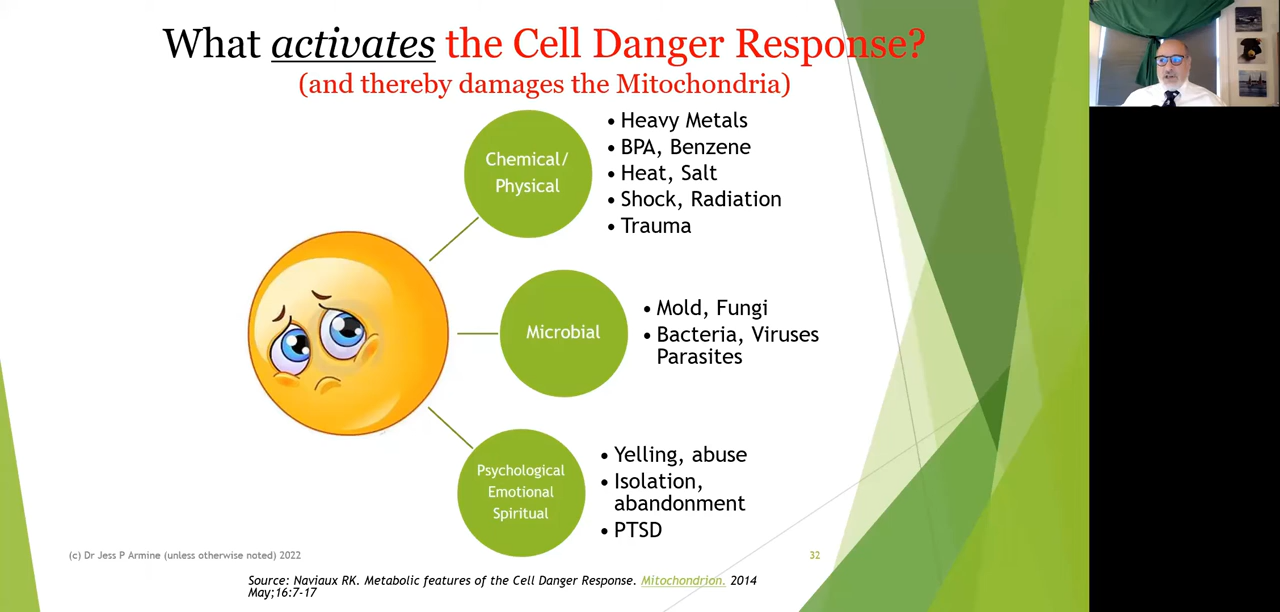 What activates the Cell Danger Response?
(and thereby damages the Mitochondria)
Chemical/
Physical
• Heavy Metals
• BPA, Benzene
• Heat, Salt
• Shock, Radiation
• Trauma
Microbial
• Mold, Fungi
• Bacteria, Viruses
Parasites
Psychological
Emotional
Spiritual
• Yelling, abuse
• Isolation,
abandonment
• PTSD
(c) Dr Jess P Armine (unless otherwise noted) 2022
32
Source: Naviaux RK. Metabolic features of the Cell Danger Response. Mitochondrion. 2014
May;16:7-17